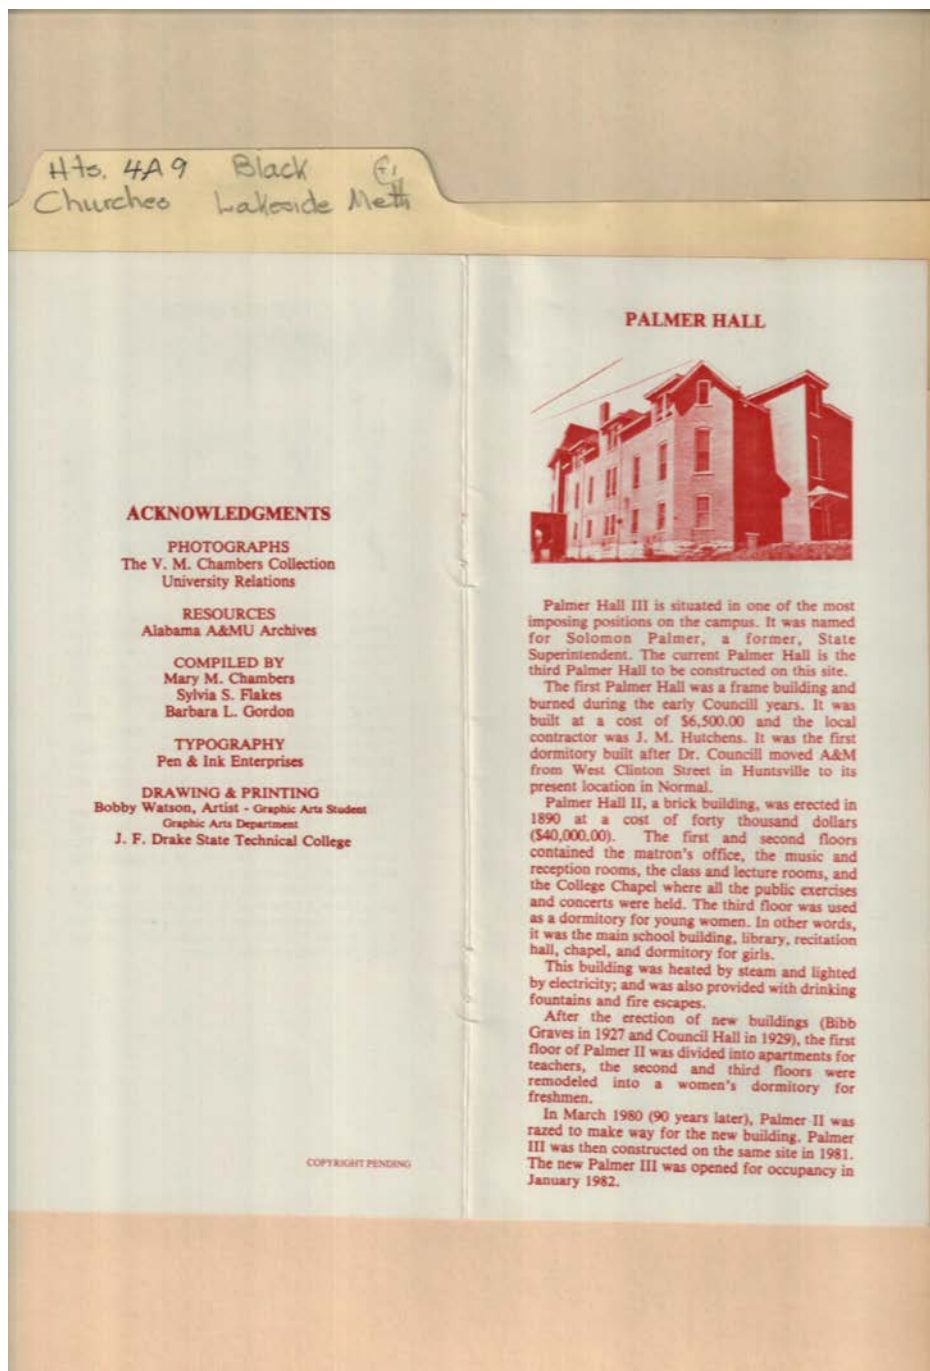 Hts. 4A9 Black
Churches Lakeside Meth
ACKNOWLEDGMENTS
PHOTOGRAPHS
The V. M. Chambers Collection
University Relations
RESOURCES
Alabama A&MU Archives
COMPILED BY
Mary M. Chambers
Sylvia S. Flakes
Barbara L. Gordon
TYPOGRAPHY
Pen & Ink Enterprises
DRAWING & PRINTING
Bobby Watson, Artist - Graphic Arts Student
Graphic Arts Department
J. F. Drake State Technical College
COPYRIGHT PENDING
PALMER HALL
Palmer Hall III is situated in one of the most
imposing positions on the campus. It was named
for Solomon Palmer, a former, State
Superintendent. The current Palmer Hall is the
third Palmer Hall to be constructed on this site.
The first Palmer Hall was a frame building and
burned during the early Councill years. It was
built at a cost of $6,500.00 and the local
contractor was J. M. Hutchens. It was the first
dormitory built after Dr. Councill moved A&M
from West Clinton Street in Huntsville to its
present location in Normal.
Palmer Hall II, a brick building, was erected in
1890 at a cost of forty thousand dollars
($40,000.00). The first and second floors
contained the matron's office, the music and
reception rooms, the class and lecture rooms, and
the College Chapel where all the public exercises
and concerts were held. The third floor was used
as a dormitory for young women. In other words,
it was the main school building, library, recitation
hall, chapel, and dormitory for girls.
This building was heated by steam and lighted
by electricity; and was also provided with drinking
fountains and fire escapes.
After the erection of new buildings (Bibb
Graves in 1927 and Council Hall in 1929), the first
floor of Palmer II was divided into apartments for
teachers, the second and third floors were
remodeled into a women's dormitory for
freshmen.
In March 1980 (90 years later), Palmer II was
razed to make way for the new building. Palmer
III was then constructed on the same site in 1981.
The new Palmer III was opened for occupancy in
January 1982.